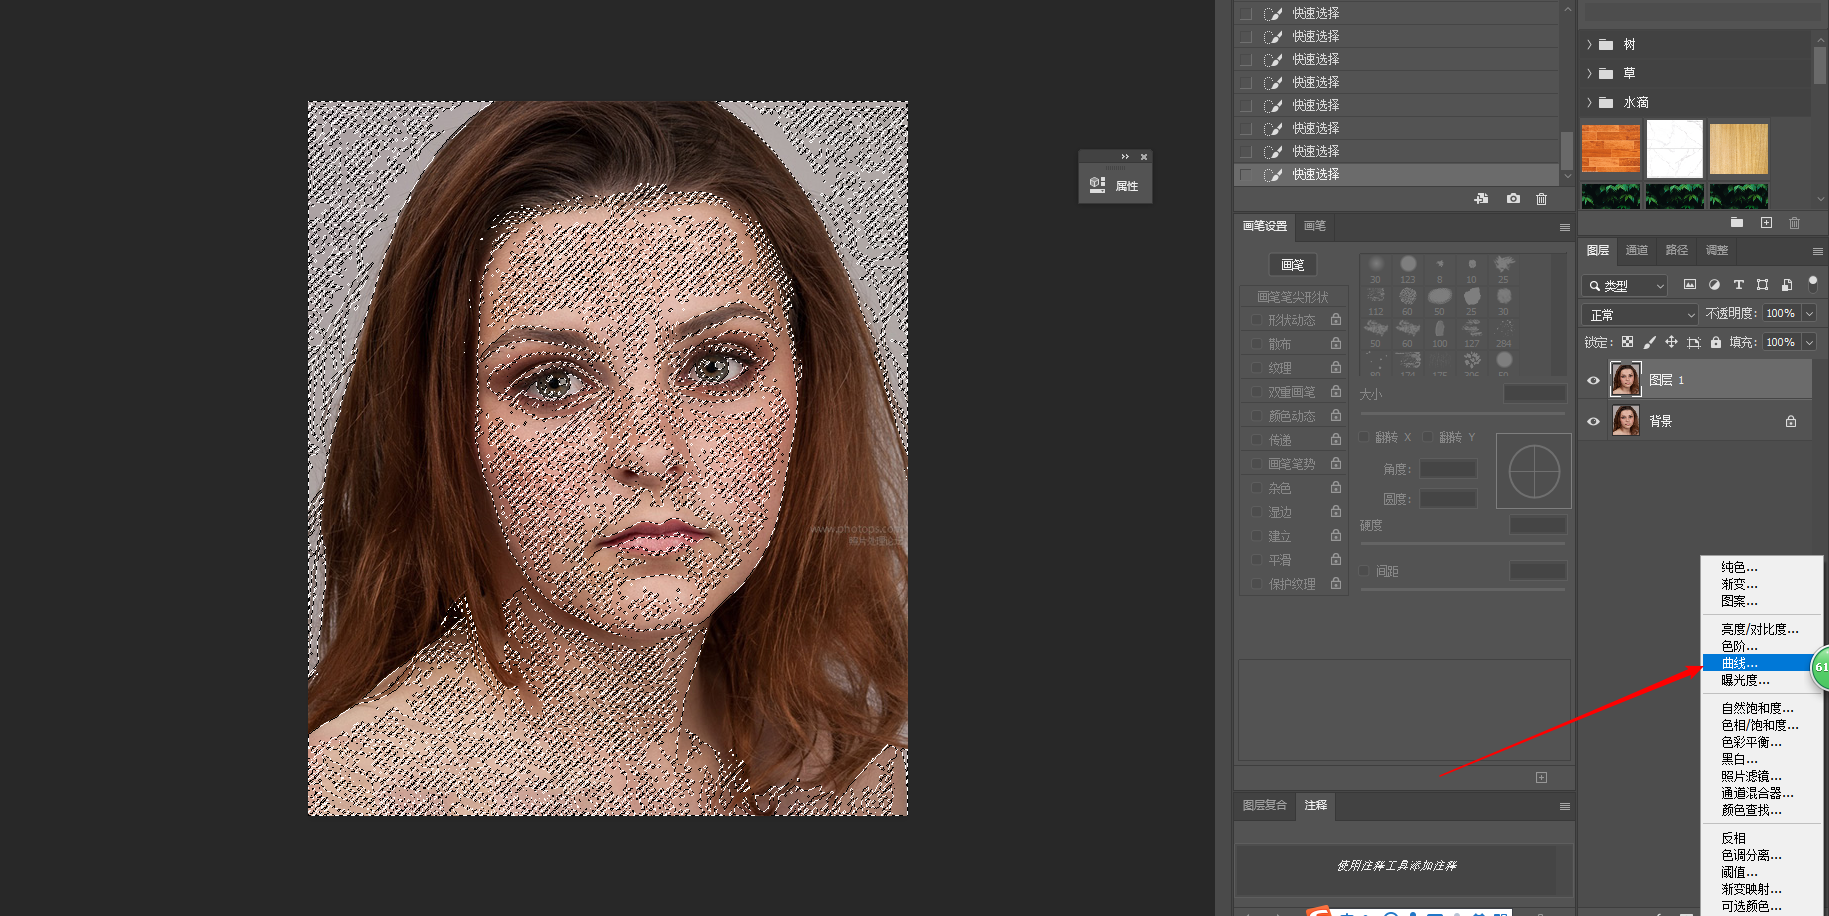 快速选择
快速选择
快速选择
快速选择
快速选择
快速选择
快速选择
快速选择
树
草
水滴
属性
画笔设置
画笔
画笔
30 123 8 10 25
112 60 50 25 30
50 60 100 127 284
画笔笔尖形状
形状动态
散布
纹理
双重画笔
颜色动态
传递
画笔笔势
杂色
湿边
建立
平滑
保护纹理
大小
翻转 X 翻转 Y
角度:
圆度:
硬度
间距
图层 通道 路径 调整
类型
正常 不透明度: 100%
锁定: 填充: 100%
图层 1
背景
www.photops.com
照片处理
纯色...
渐变...
图案...
亮度/对比度...
色阶...
曲线...
曝光度...
61
自然饱和度...
色相/饱和度...
色彩平衡...
黑白...
照片滤镜...
通道混合器...
颜色查找...
反相
色调分离...
阈值...
渐变映射...
可选颜色...
图层复合 注释
使用注释工具添加注释